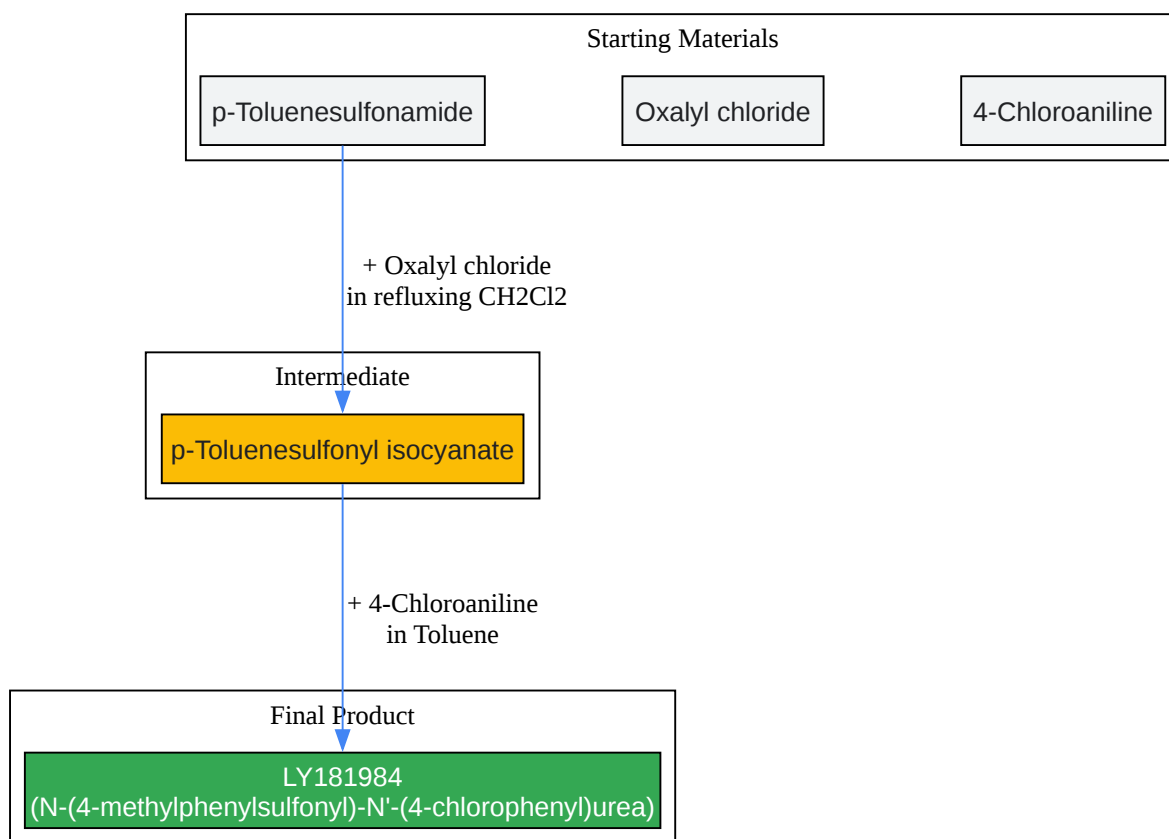 Starting Materials
p-Toluenesulfonamide
Oxalyl chloride
4-Chloroaniline
+ Oxalyl chloride
in refluxing CH2Cl2
Intermediate
p-Toluenesulfonyl isocyanate
+ 4-Chloroaniline
in Toluene
Final Product
LY181984
(N-(4-methylphenylsulfonyl)-N'-(4-chlorophenyl)urea)